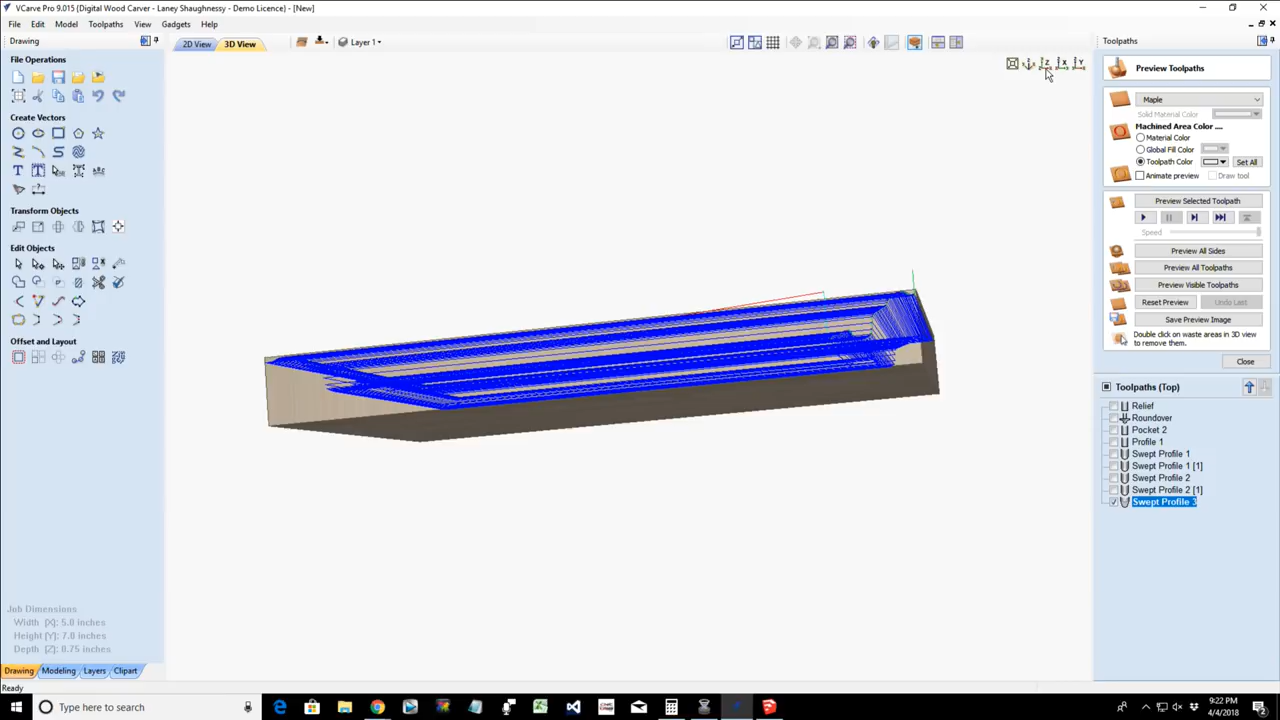 VCarve Pro 9.015 (Digital Wood Carver - Laney Shaughnessy - Demo Licence) - [New]
File Edit Model Toolpaths View Gadgets Help
Drawing
2D View 3D View Layer 1
Toolpaths
File Operations
Create Vectors
Transform Objects
Edit Objects
Offset and Layout
Job Dimensions
Width (X): 5.0 inches
Height (Y): 7.0 inches
Depth (Z): 0.75 inches
Drawing Modeling Layers Clipart
Ready
Z X Y
Preview Toolpaths
Maple
Solid Material Color
Machined Area Color ....
Material Color
Global Fill Color
Toolpath Color Set All
Animate preview Draw tool
Preview Selected Toolpath
Speed
Preview All Sides
Preview All Toolpaths
Preview Visible Toolpaths
Reset Preview Undo Last
Save Preview Image
Double click on waste areas in 3D view
to remove them.
Close
Toolpaths (Top)
Relief
Roundover
Pocket 2
Profile 1
Swept Profile 1
Swept Profile 1 [1]
Swept Profile 2
Swept Profile 2 [1]
Swept Profile 3
Type here to search
9:22 PM
4/4/2018